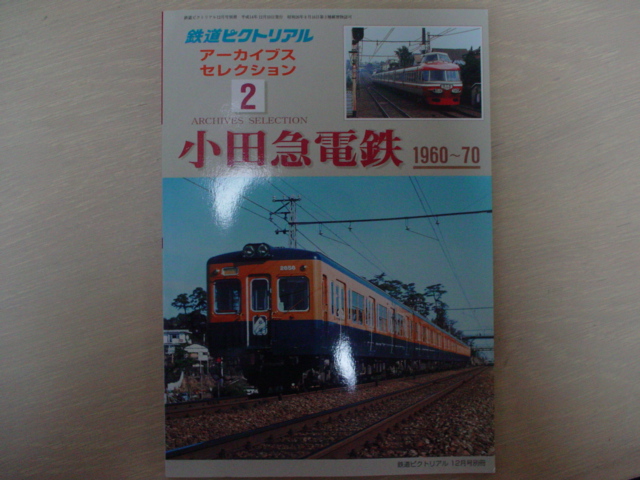 鉄道ピクトリアル
アーカイブス
セレクション
2
ARCHIVES SELECTION
小田急電鉄 1960~70
鉄道ピクトリアル 12月号別冊